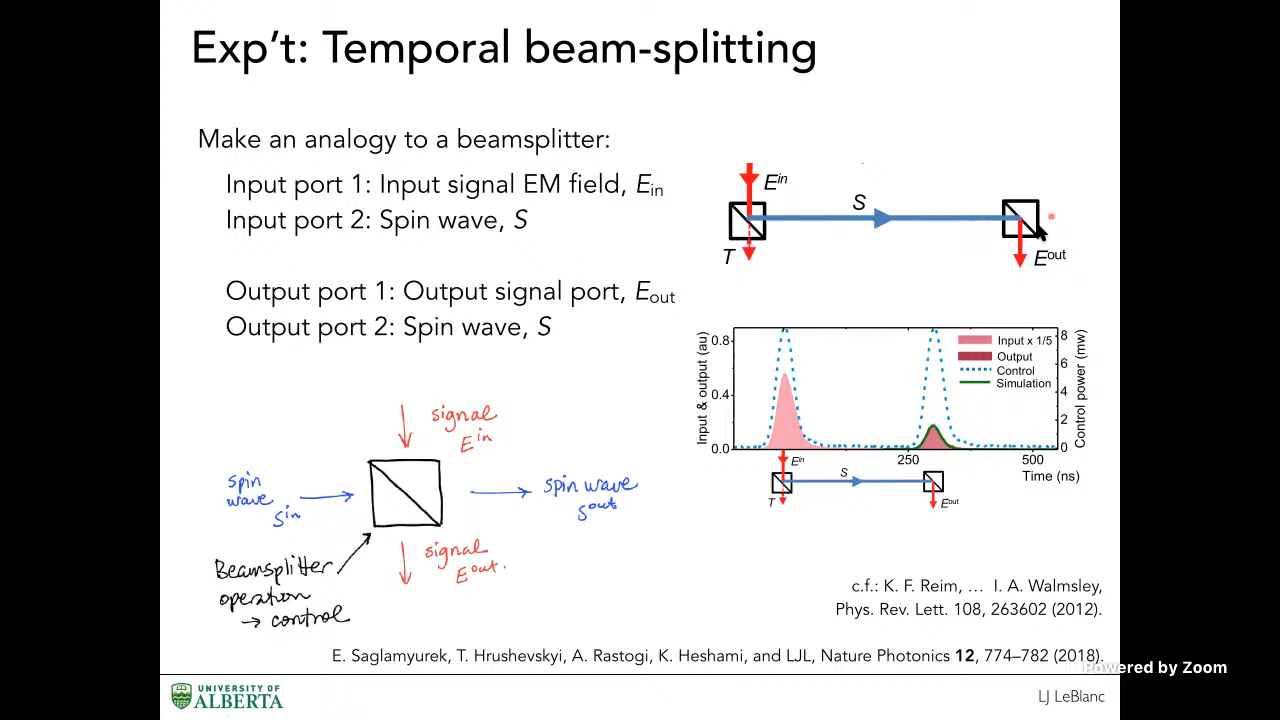 Exp't: Temporal beam-splitting
Make an analogy to a beamsplitter:
Input port 1: Input signal EM field, Ein
Input port 2: Spin wave, S
Output port 1: Output signal port, Eout
Output port 2: Spin wave, S
Ein
S
T
Eout
Input & output (au)
0.8
0.4
0.0
Input x 1/5
Output
Control
Simulation
8
6
4
2
0
Control power (mw)
250
500
Time (ns)
Ein
S
T
Eout
signal
Ein
spin
wave
Sin
spin wave
Sout
signal
Eout.
Beamsplitter
operation
→ control
c.f.: K. F. Reim, … I. A. Walmsley,
Phys. Rev. Lett. 108, 263602 (2012).
E. Saglamyurek, T. Hrushevskyi, A. Rastogi, K. Heshami, and LJL, Nature Photonics 12, 774–782 (2018).
Powered by Zoom
UNIVERSITY OF
ALBERTA
LJ LeBlanc